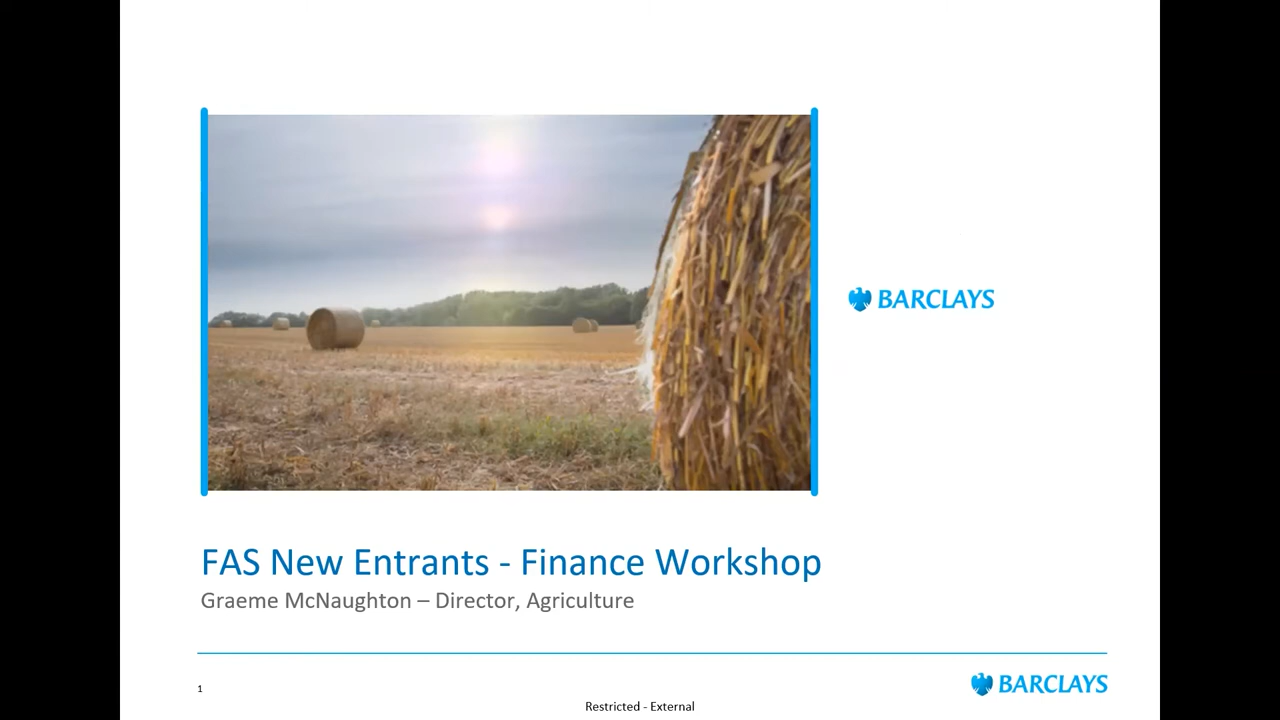 BARCLAYS
FAS New Entrants - Finance Workshop
Graeme McNaughton – Director, Agriculture
1
BARCLAYS
Restricted - External